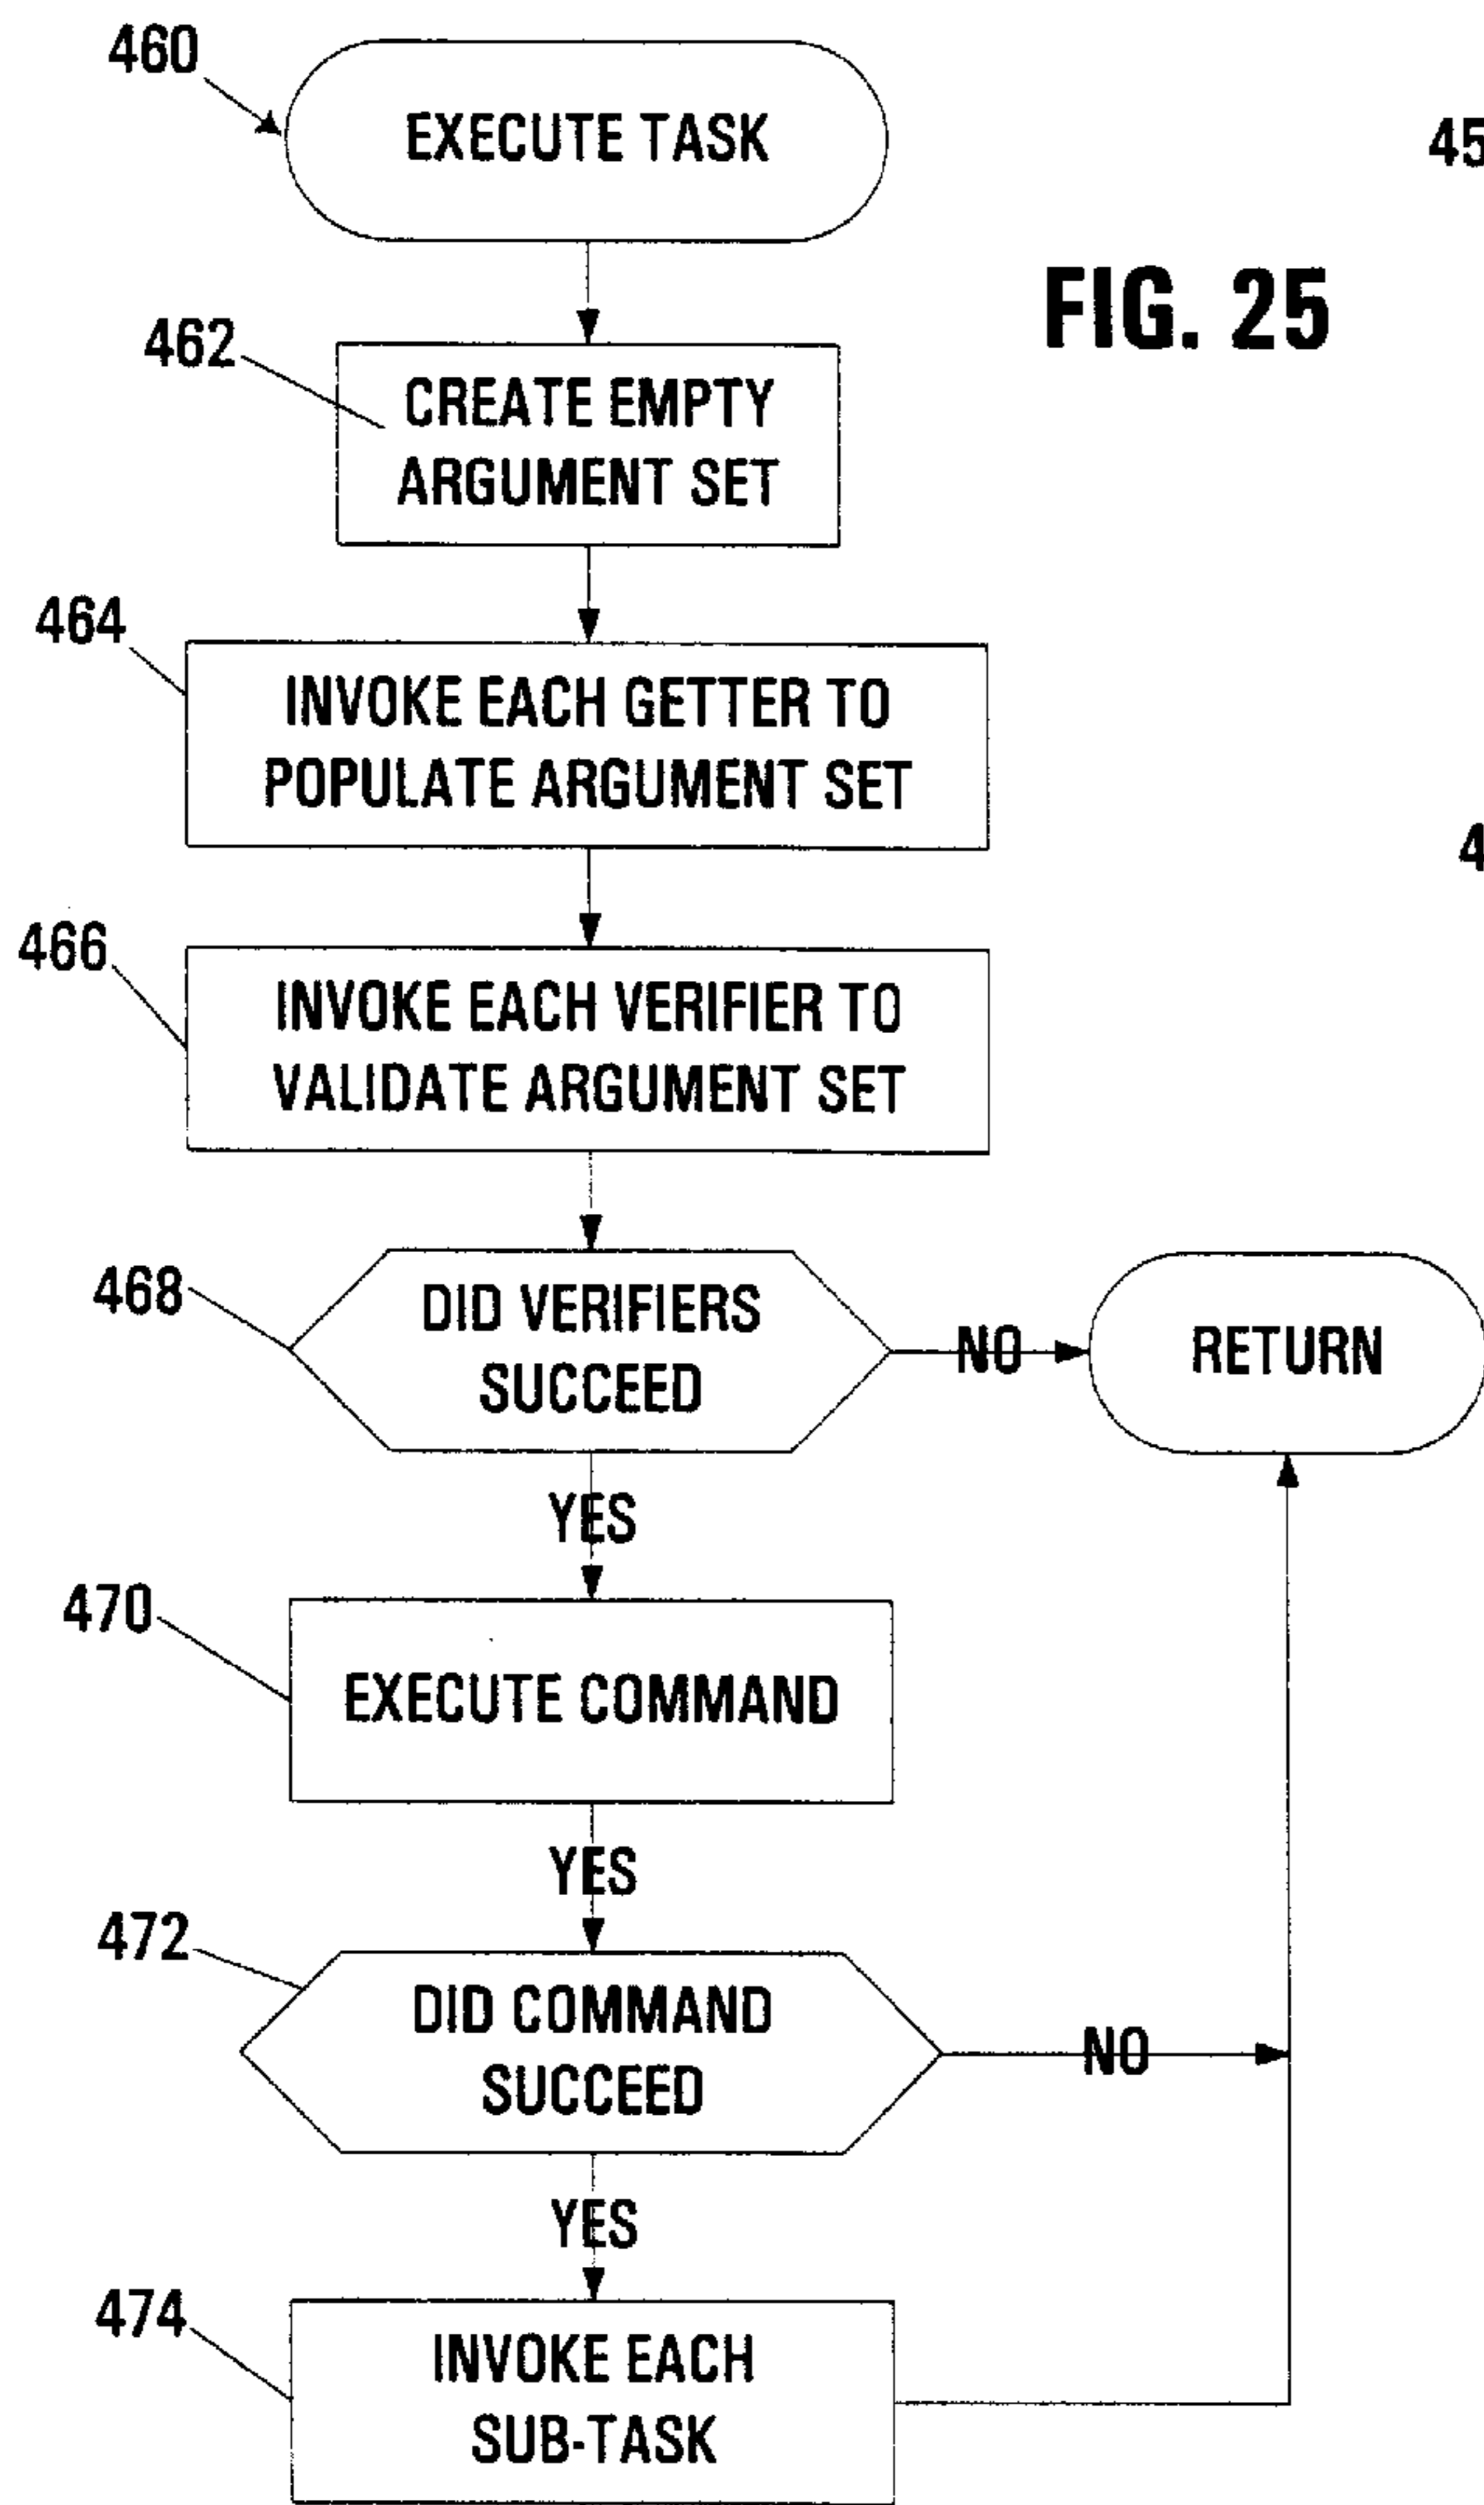 460
EXECUTE TASK
45
FIG. 25
462
CREATE EMPTY
ARGUMENT SET
464
INVOKE EACH GETTER TO
POPULATE ARGUMENT SET
4
466
INVOKE EACH VERIFIER TO
VALIDATE ARGUMENT SET
468
DID VERIFIERS
SUCCEED
NO
RETURN
YES
470
EXECUTE COMMAND
YES
472
DID COMMAND
SUCCEED
NO
YES
474
INVOKE EACH
SUB-TASK